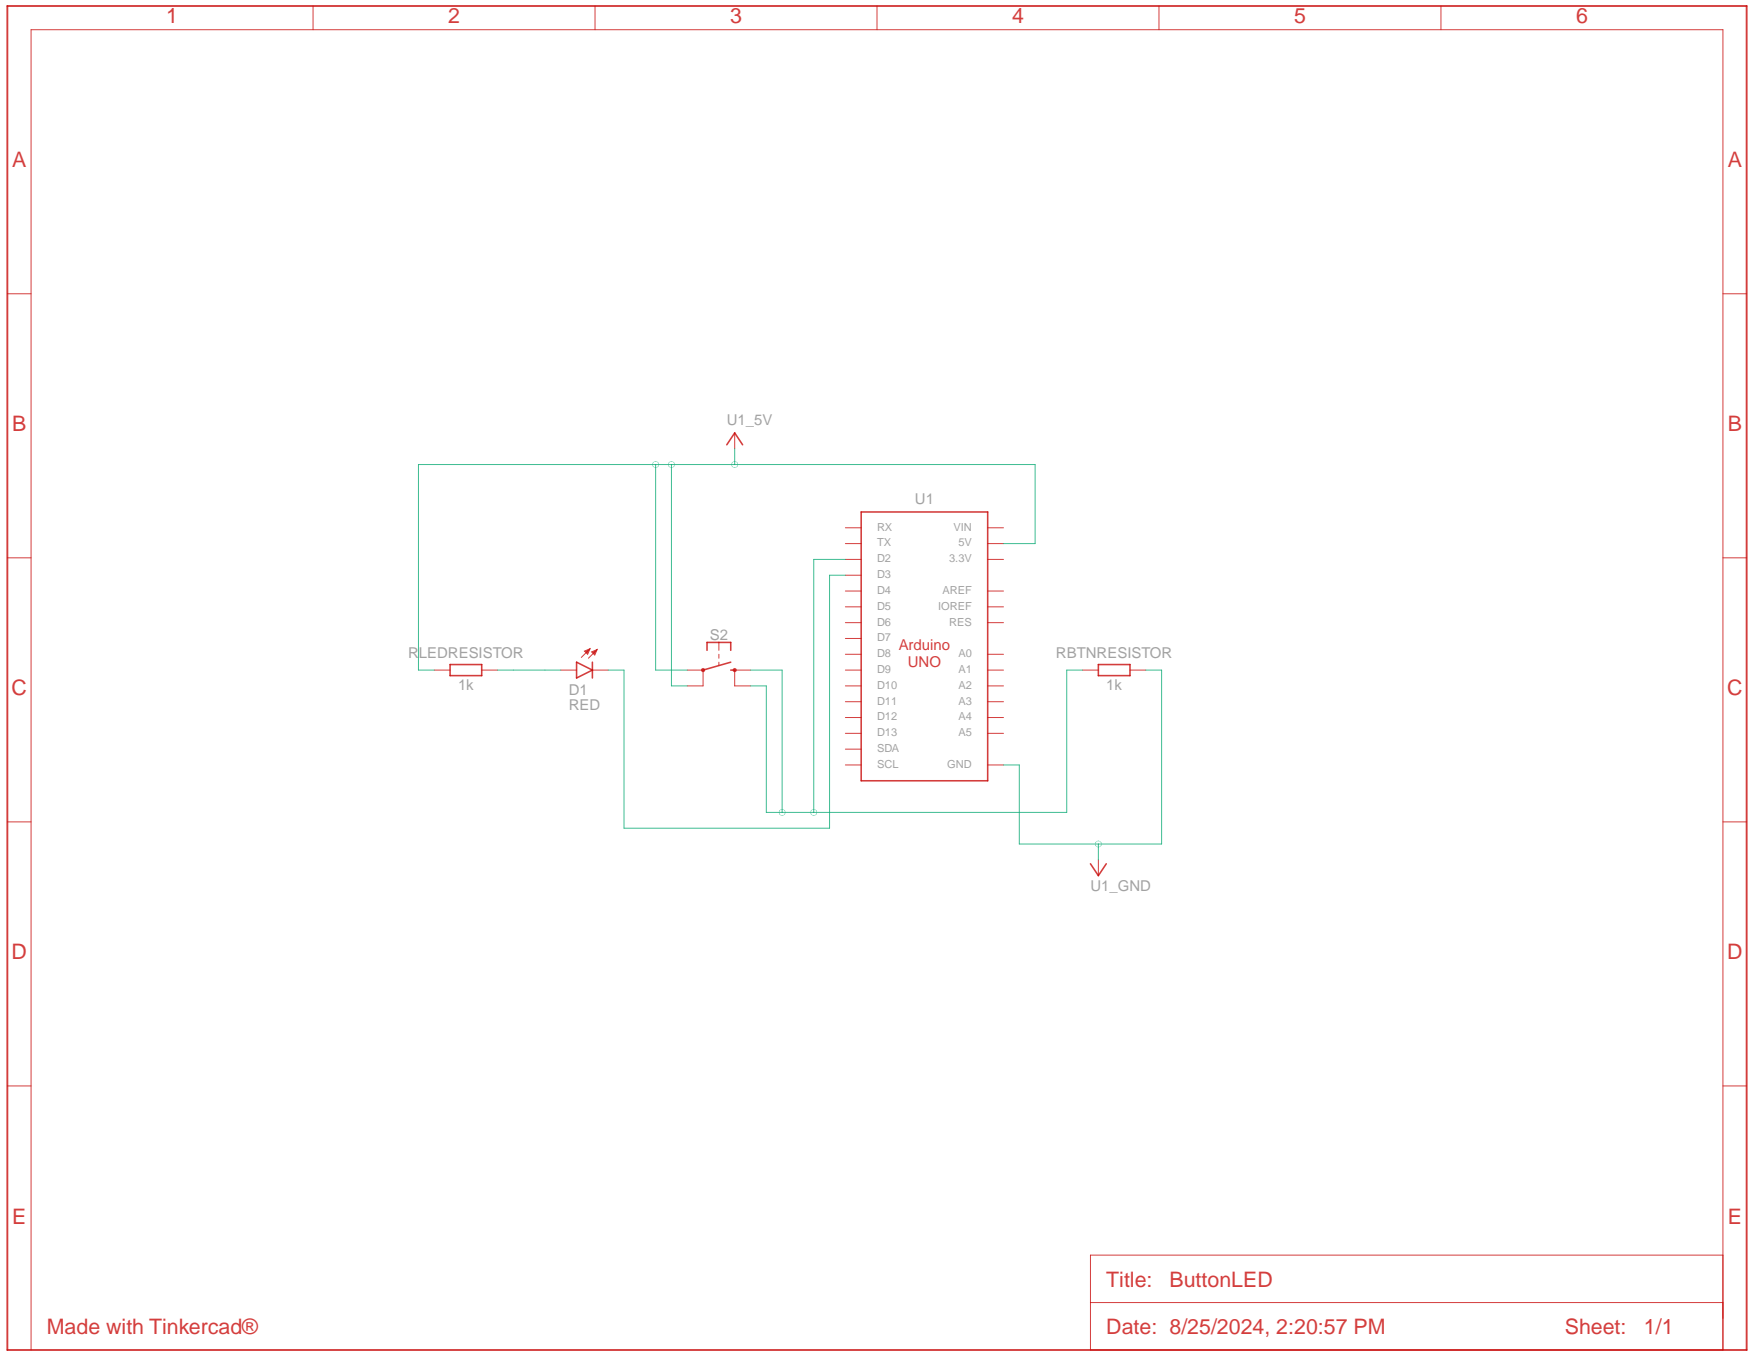 1 2 3 4 5 6
A A
B B
U1_5V
U1
RX VIN
TX 5V
D2 3.3V
D3
D4 AREF
D5 IOREF
D6 RES
S2
D7
Arduino
UNO
RLEDRESISTOR
D8 A0
RBTNRESISTOR
D9 A1
1k
D10 A2
1k
C C
D1
RED
D11 A3
D12 A4
D13 A5
SDA
SCL GND
U1_GND
D D
E E
Title: ButtonLED
Made with Tinkercad®
Date: 8/25/2024, 2:20:57 PM Sheet: 1/1